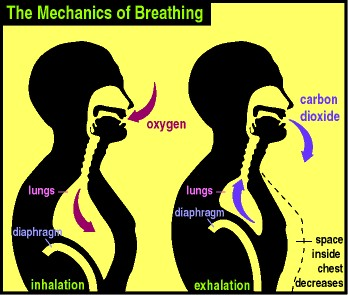 The Mechanics of Breathing
oxygen
lungs
diaphragm
inhalation
carbon
dioxide
lungs
diaphragm
exhalation
space
inside
chest
decreases